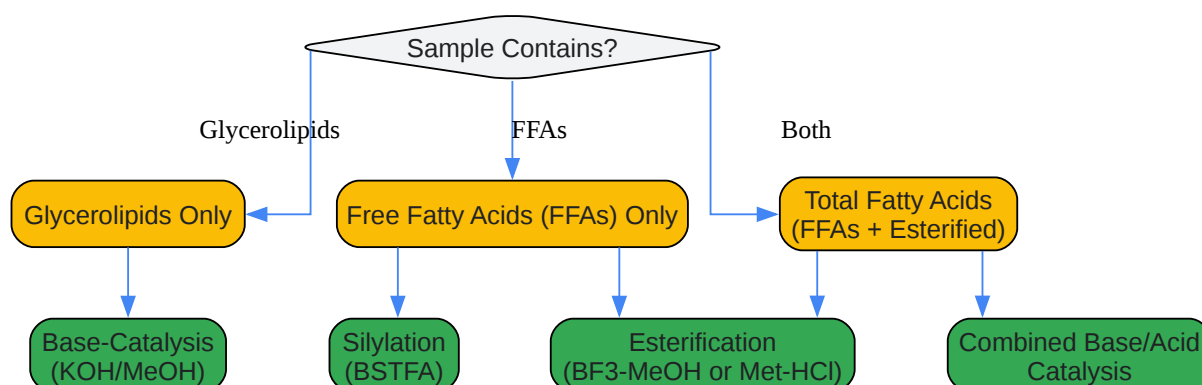 Sample Contains?
Glycerolipids
FFAs
Both
Glycerolipids Only
Free Fatty Acids (FFAs) Only
Total Fatty Acids
(FFAs + Esterified)
Base-Catalysis
(KOH/MeOH)
Silylation
(BSTFA)
Esterification
(BF3-MeOH or Met-HCl)
Combined Base/Acid
Catalysis